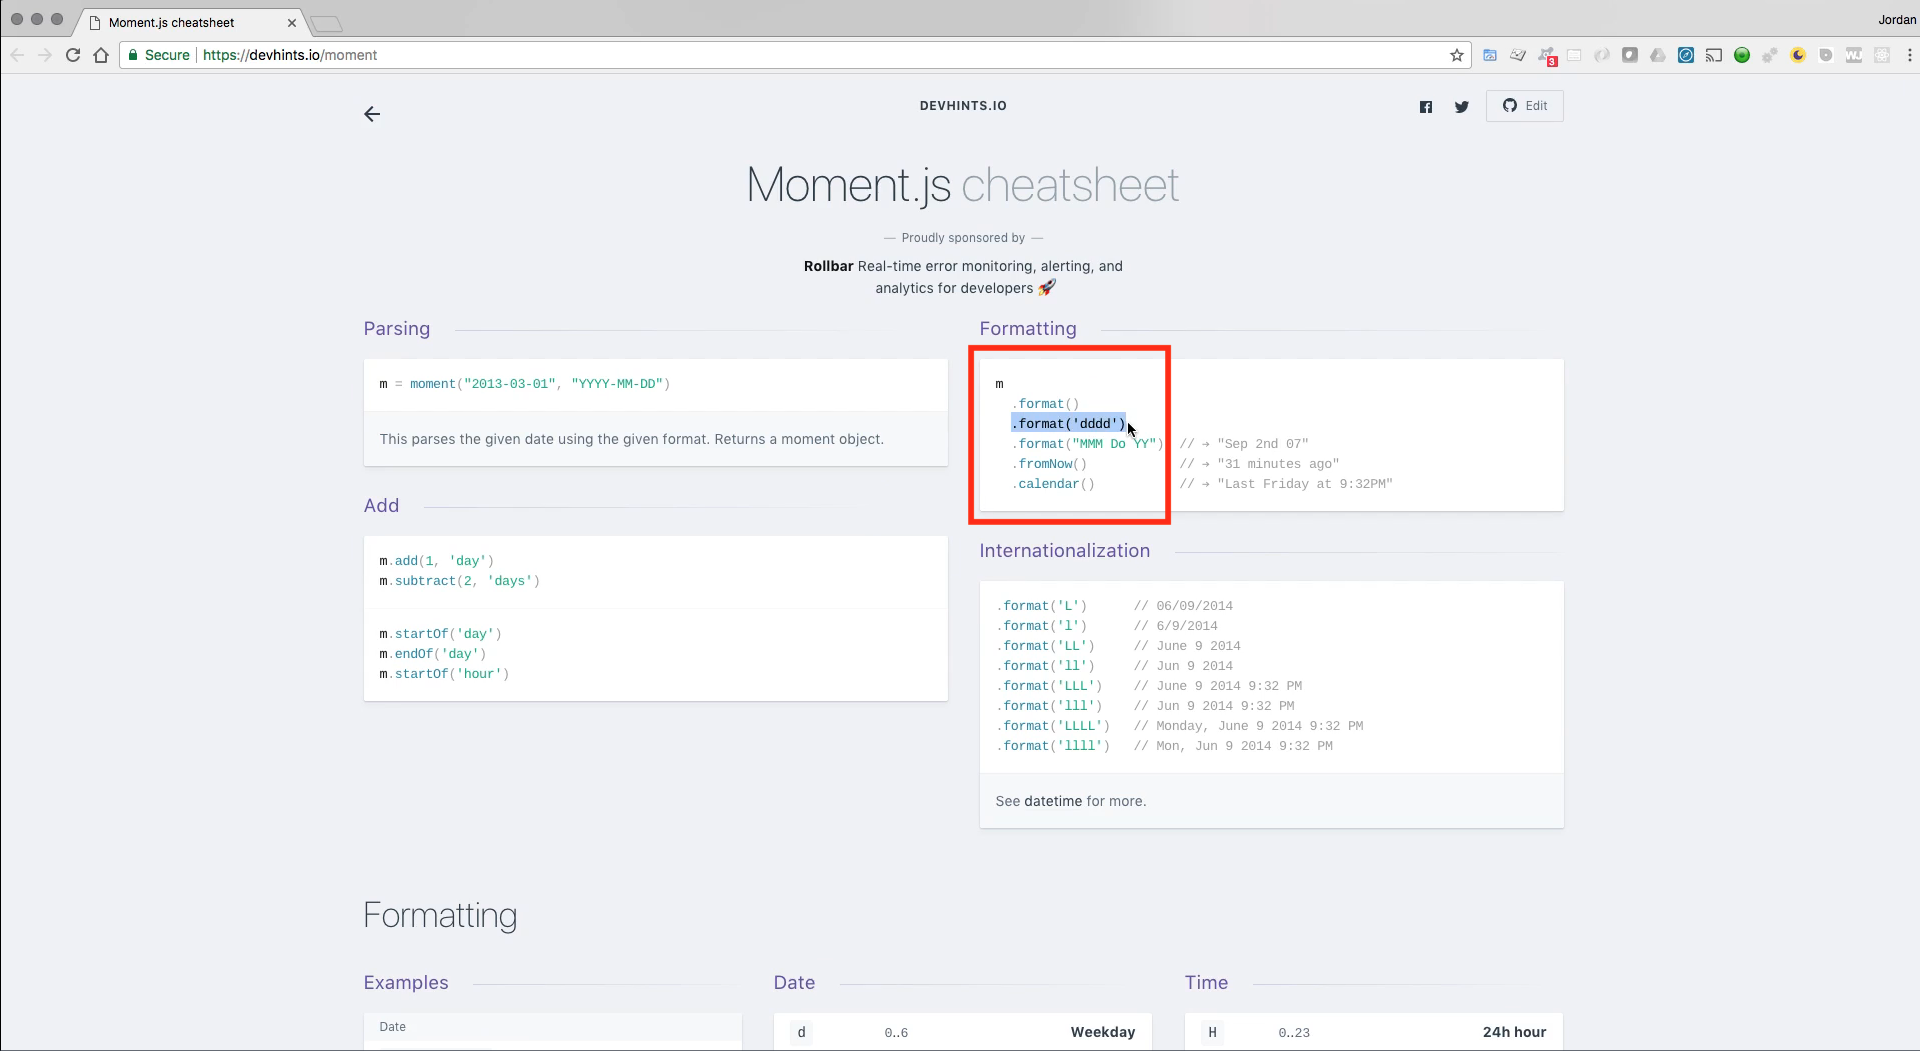 Moment.js cheatsheet
Jordan
Secure https://devhints.io/moment
3
DEVHINTS.IO
Edit
Moment.js cheatsheet
— Proudly sponsored by —
Rollbar Real-time error monitoring, alerting, and
analytics for developers 🚀
Parsing
m = moment("2013-03-01", "YYYY-MM-DD")
This parses the given date using the given format. Returns a moment object.
Add
m.add(1, 'day')
m.subtract(2, 'days')
m.startOf('day')
m.endOf('day')
m.startOf('hour')
Formatting
m
.format()
.format('dddd')
.format("MMM Do YY") // → "Sep 2nd 07"
.fromNow() // → "31 minutes ago"
.calendar() // → "Last Friday at 9:32PM"
Internationalization
.format('L') // 06/09/2014
.format('l') // 6/9/2014
.format('LL') // June 9 2014
.format('ll') // Jun 9 2014
.format('LLL') // June 9 2014 9:32 PM
.format('lll') // Jun 9 2014 9:32 PM
.format('LLLL') // Monday, June 9 2014 9:32 PM
.format('llll') // Mon, Jun 9 2014 9:32 PM
See datetime for more.
Formatting
Examples
Date
Date
d 0..6 Weekday
Time
H 0..23 24h hour